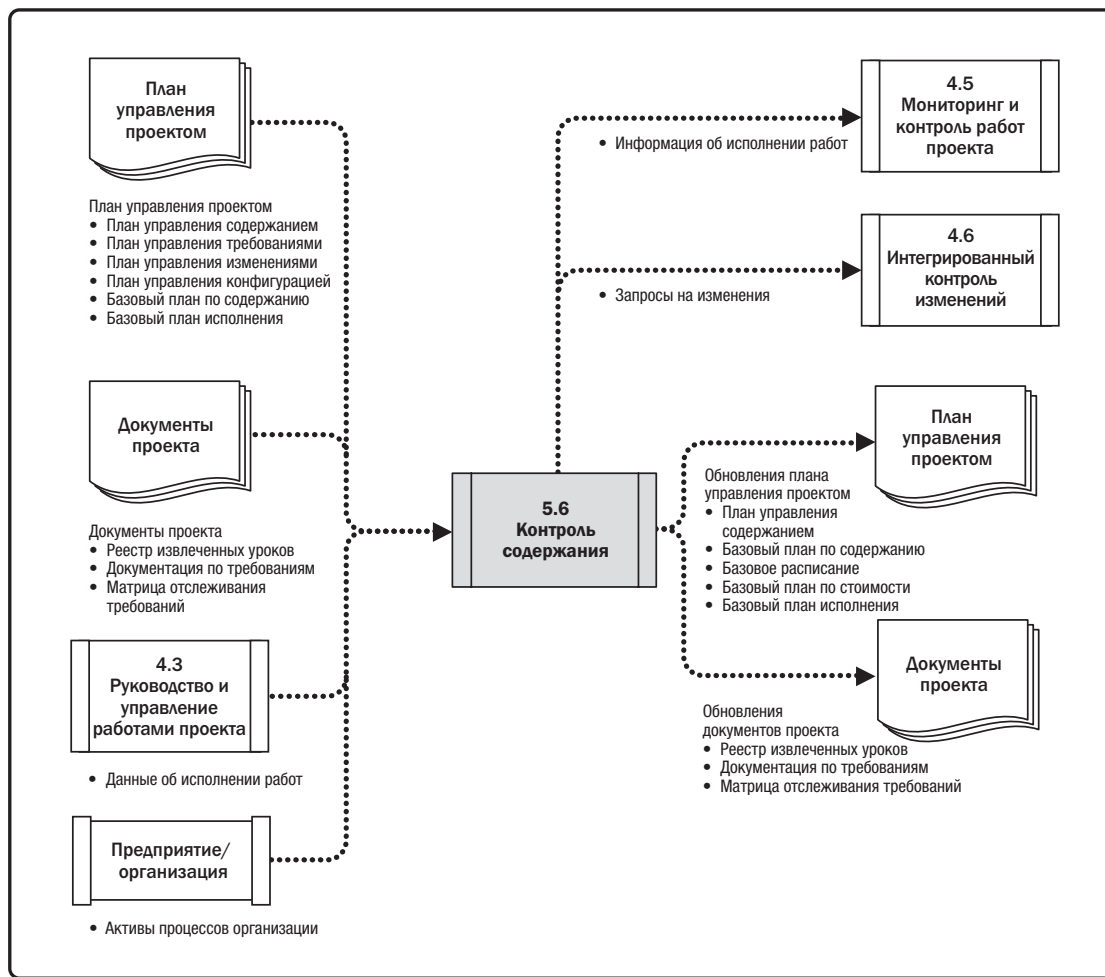 План
управления
проектом
План управления проектом
• План управления содержанием
• План управления требованиями
• План управления изменениями
• План управления конфигурацией
• Базовый план по содержанию
• Базовый план исполнения
Документы
проекта
Документы проекта
• Реестр извлеченных уроков
• Документация по требованиям
• Матрица отслеживания
требований
4.3
Руководство и
управление
работами проекта
• Данные об исполнении работ
Предприятие/
организация
• Активы процессов организации
5.6
Контроль
содержания
• Информация об исполнении работ
4.5
Мониторинг и
контроль работ
проекта
• Запросы на изменения
4.6
Интегрированный
контроль
изменений
План
управления
проектом
Обновления плана
управления проектом
• План управления
содержанием
• Базовый план по содержанию
• Базовое расписание
• Базовый план по стоимости
• Базовый план исполнения
Документы
проекта
Обновления
документов проекта
• Реестр извлеченных уроков
• Документация по требованиям
• Матрица отслеживания требований